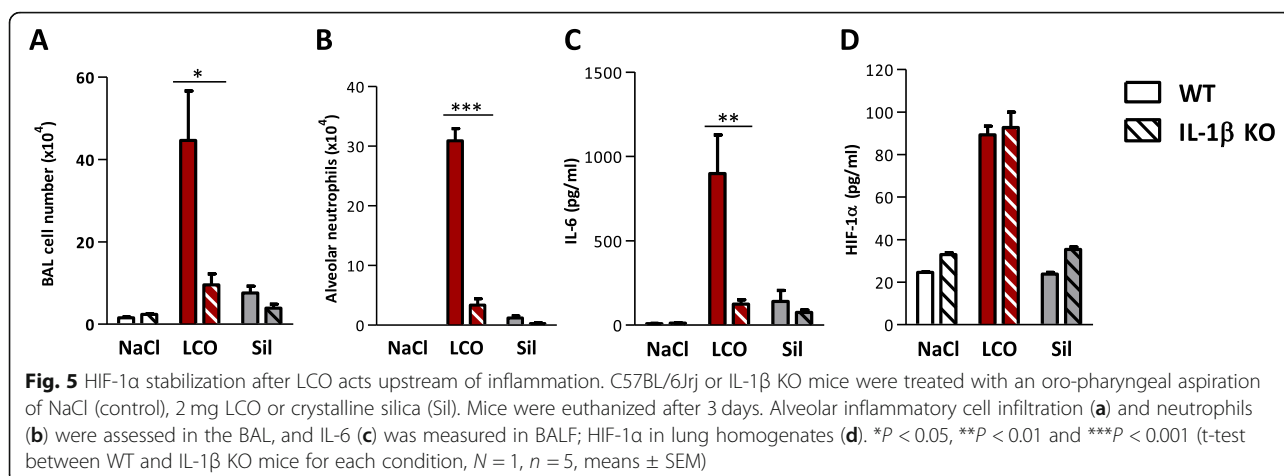 A
BAL cell number (x10⁴)
60
40
20
0
*
NaCl LCO Sil
B
Alveolar neutrophils (x10⁴)
40
30
20
10
0
***
NaCl LCO Sil
C
IL-6 (pg/ml)
1500
1000
500
0
**
NaCl LCO Sil
D
HIF-1α (pg/ml)
120
100
80
60
40
20
0
NaCl LCO Sil
WT
IL-1β KO
Fig. 5 HIF-1α stabilization after LCO acts upstream of inflammation. C57BL/6Jrj or IL-1β KO mice were treated with an oro-pharyngeal aspiration
of NaCl (control), 2 mg LCO or crystalline silica (Sil). Mice were euthanized after 3 days. Alveolar inflammatory cell infiltration (a) and neutrophils
(b) were assessed in the BAL, and IL-6 (c) was measured in BALF; HIF-1α in lung homogenates (d). *P < 0.05, **P < 0.01 and ***P < 0.001 (t-test
between WT and IL-1β KO mice for each condition, N = 1, n = 5, means ± SEM)